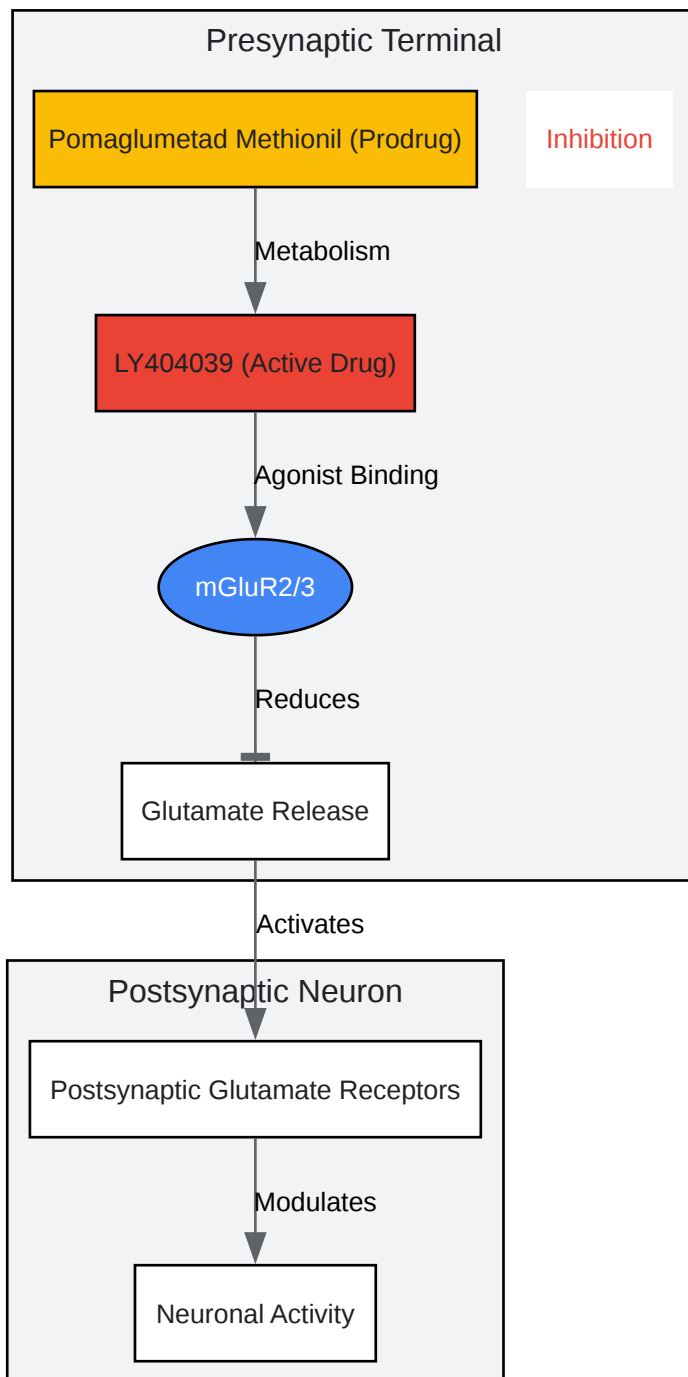 Presynaptic Terminal
Pomaglumetad Methionil (Prodrug)
Inhibition
Metabolism
LY404039 (Active Drug)
Agonist Binding
mGluR2/3
Reduces
Glutamate Release
Activates
Postsynaptic Neuron
Postsynaptic Glutamate Receptors
Modulates
Neuronal Activity